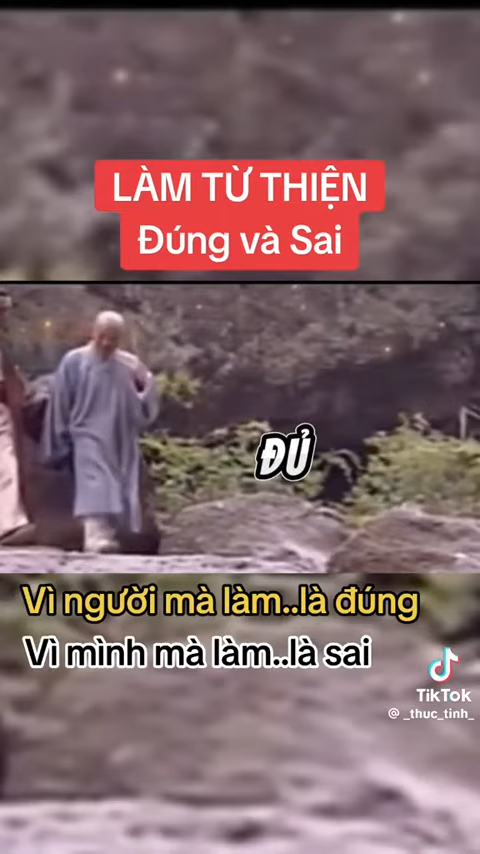 LÀM TỪ THIỆN
Đúng và Sai
ĐỦ
Vì người mà làm..là đúng
Vì mình mà làm..là sai
TikTok
@ _thuc_tinh_